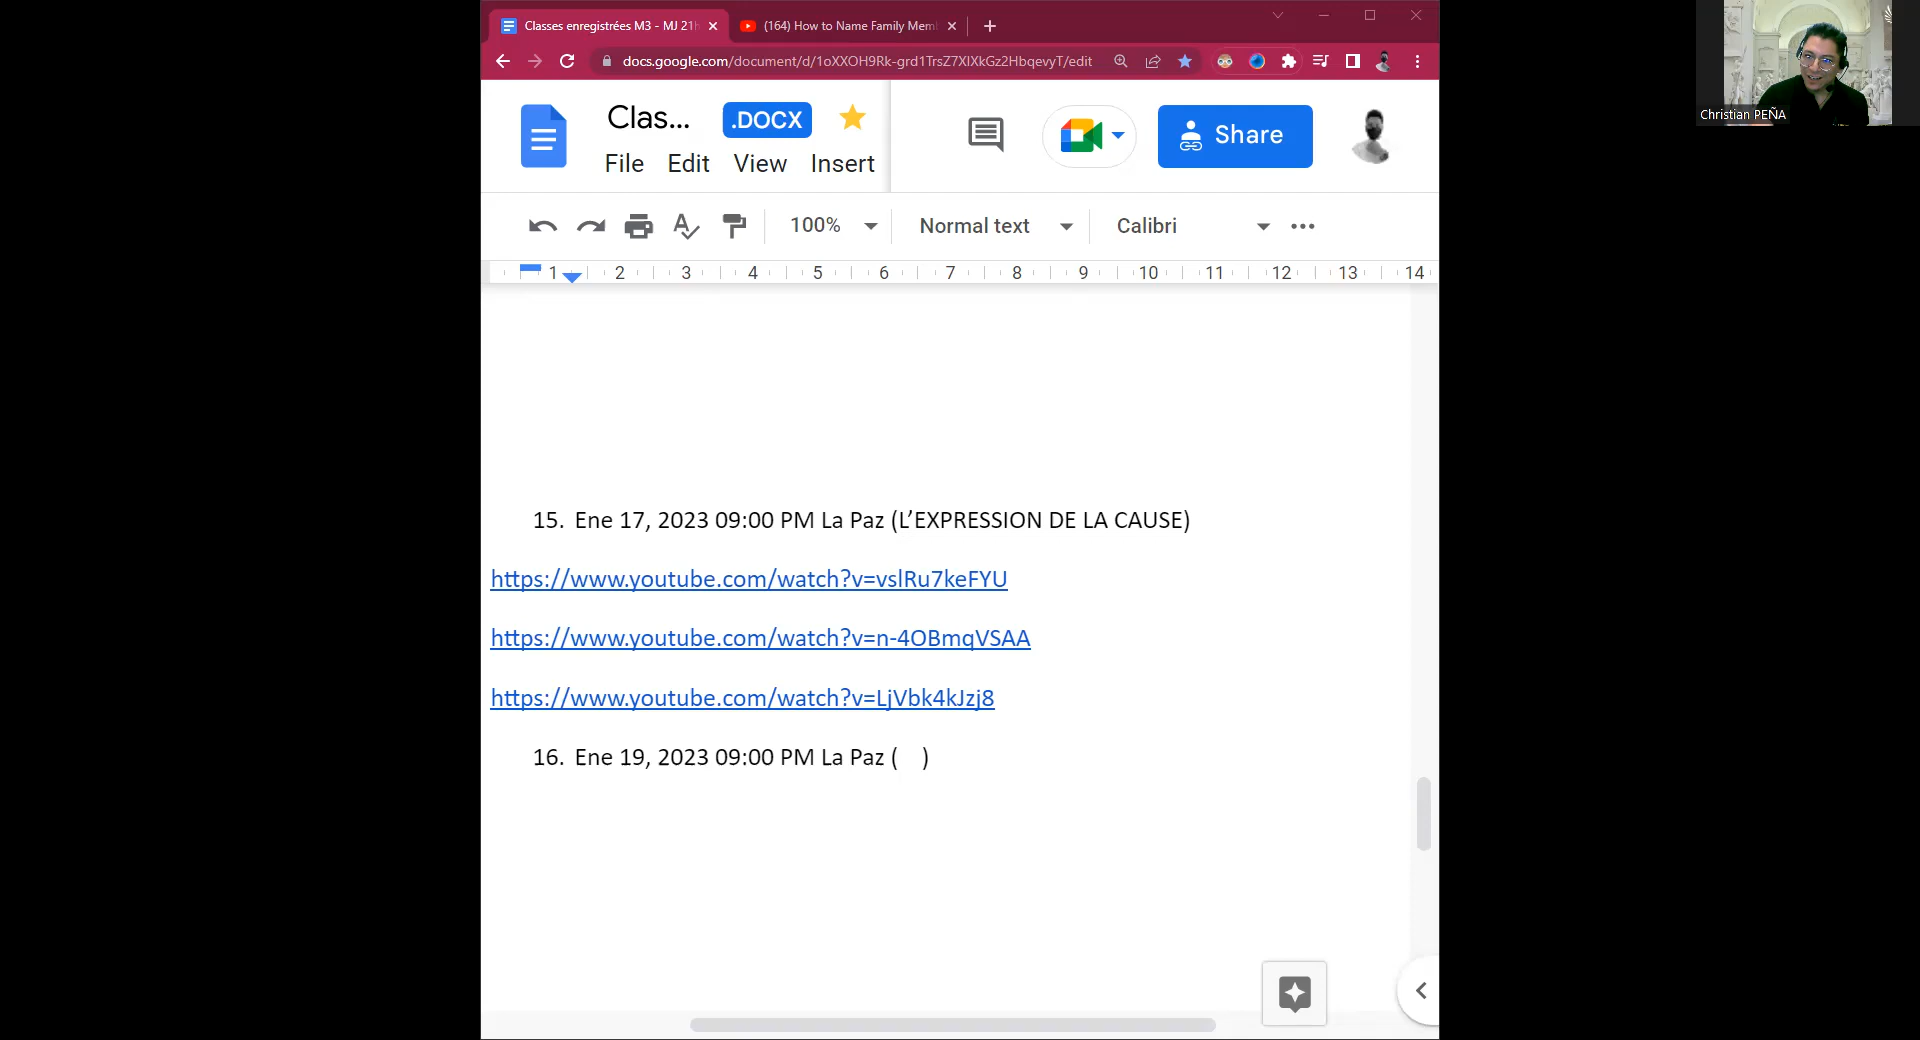 Classes enregistrées M3 - MJ 21h
(164) How to Name Family Mem
docs.google.com/document/d/1oXXOH9Rk-grd1TrsZ7XlXkGz2HbqevyT/edit
Christian PEÑA
Clas... .DOCX
Share
File Edit View Insert
100% Normal text Calibri
1 2 3 4 5 6 7 8 9 10 11 12 13 14
15. Ene 17, 2023 09:00 PM La Paz (L’EXPRESSION DE LA CAUSE)
https://www.youtube.com/watch?v=vslRu7keFYU
https://www.youtube.com/watch?v=n-4OBmqVSAA
https://www.youtube.com/watch?v=LjVbk4kJzj8
16. Ene 19, 2023 09:00 PM La Paz ( )